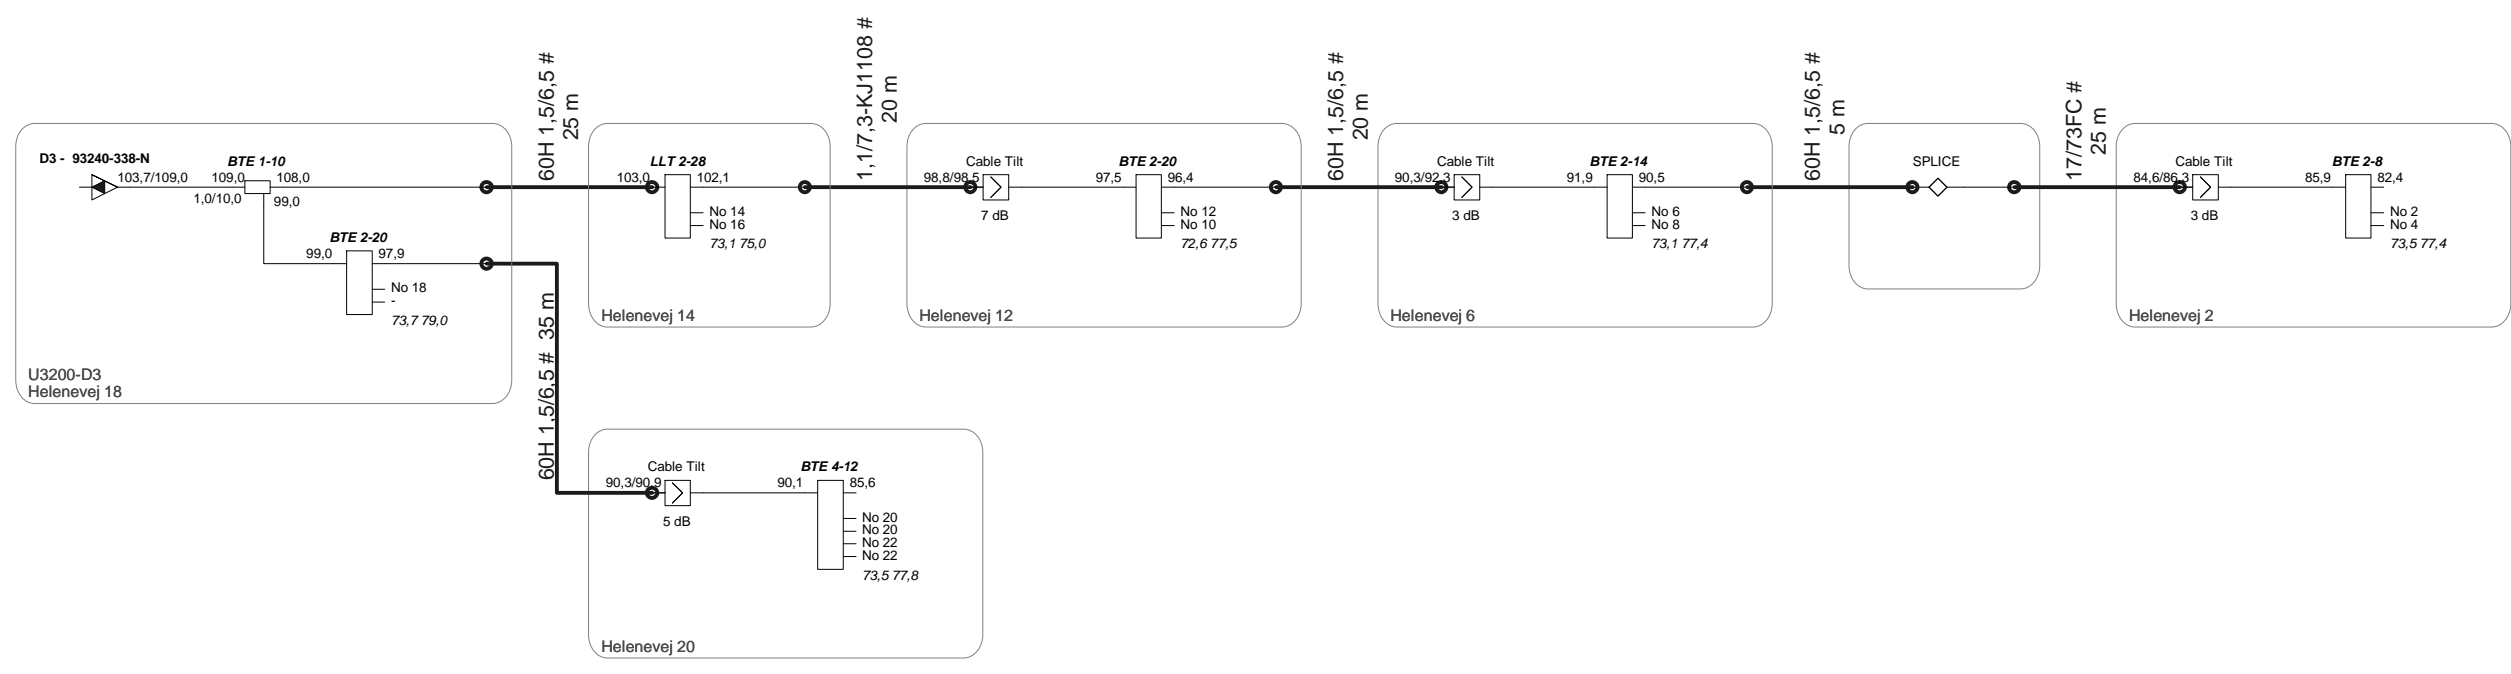 60H 1,5/6,5 #
25 m
1,1/7,3-KJ1108 #
20 m
60H 1,5/6,5 #
20 m
60H 1,5/6,5 #
5 m
17/73FC #
25 m
D3 - 93240-338-N
103,7/109,0
BTE 1-10
109,0
108,0
1,0/10,0
99,0
BTE 2-20
99,0
97,9
No 18
-
73,7 79,0
U3200-D3
Helenevej 18
LLT 2-28
103,0
102,1
No 14
No 16
73,1 75,0
Helenevej 14
Cable Tilt
98,8/98,5
7 dB
BTE 2-20
97,5
96,4
No 12
No 10
72,6 77,5
Helenevej 12
Cable Tilt
90,3/92,3
3 dB
BTE 2-14
91,9
90,5
No 6
No 8
73,1 77,4
Helenevej 6
SPLICE
Cable Tilt
84,6/86,3
3 dB
BTE 2-8
85,9
82,4
No 2
No 4
73,5 77,4
Helenevej 2
60H 1,5/6,5 # 35 m
Cable Tilt
90,3/90,9
5 dB
BTE 4-12
90,1
85,6
No 20
No 20
No 22
No 22
73,5 77,8
Helenevej 20